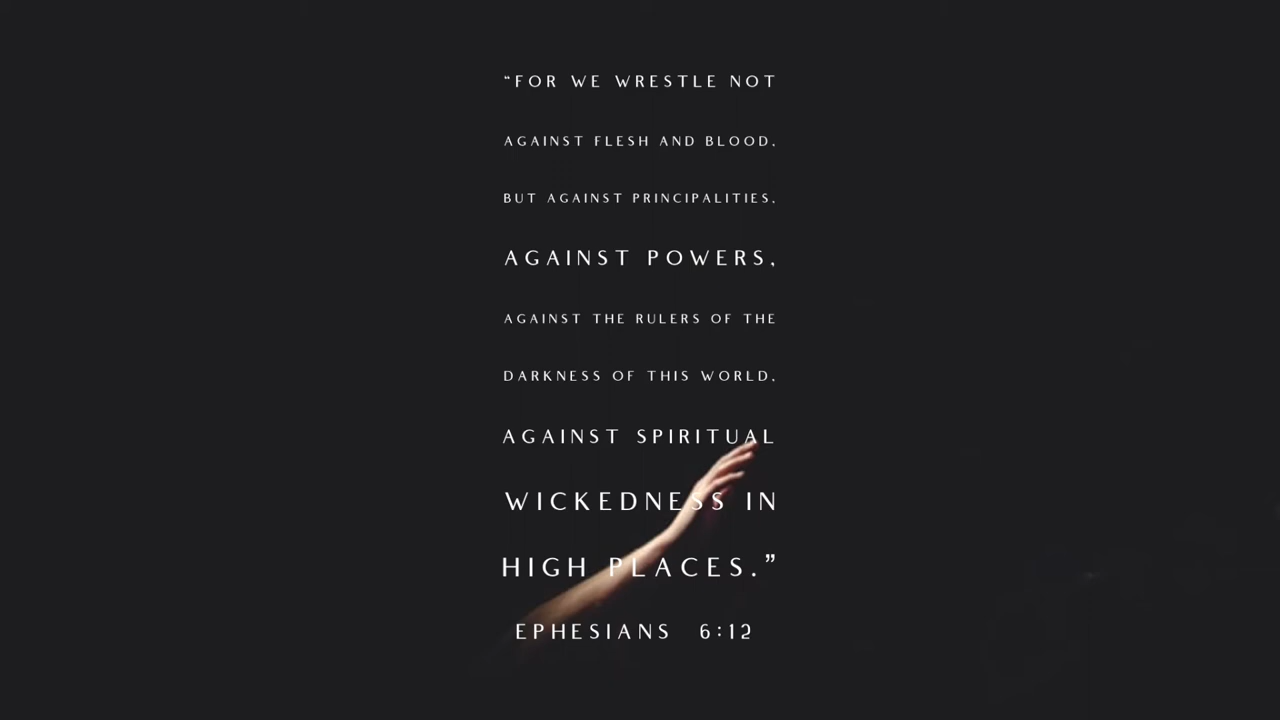 “FOR WE WRESTLE NOT
AGAINST FLESH AND BLOOD,
BUT AGAINST PRINCIPALITIES,
AGAINST POWERS,
AGAINST THE RULERS OF THE
DARKNESS OF THIS WORLD,
AGAINST SPIRITUAL
WICKEDNESS IN
HIGH PLACES.”
EPHESIANS 6:12